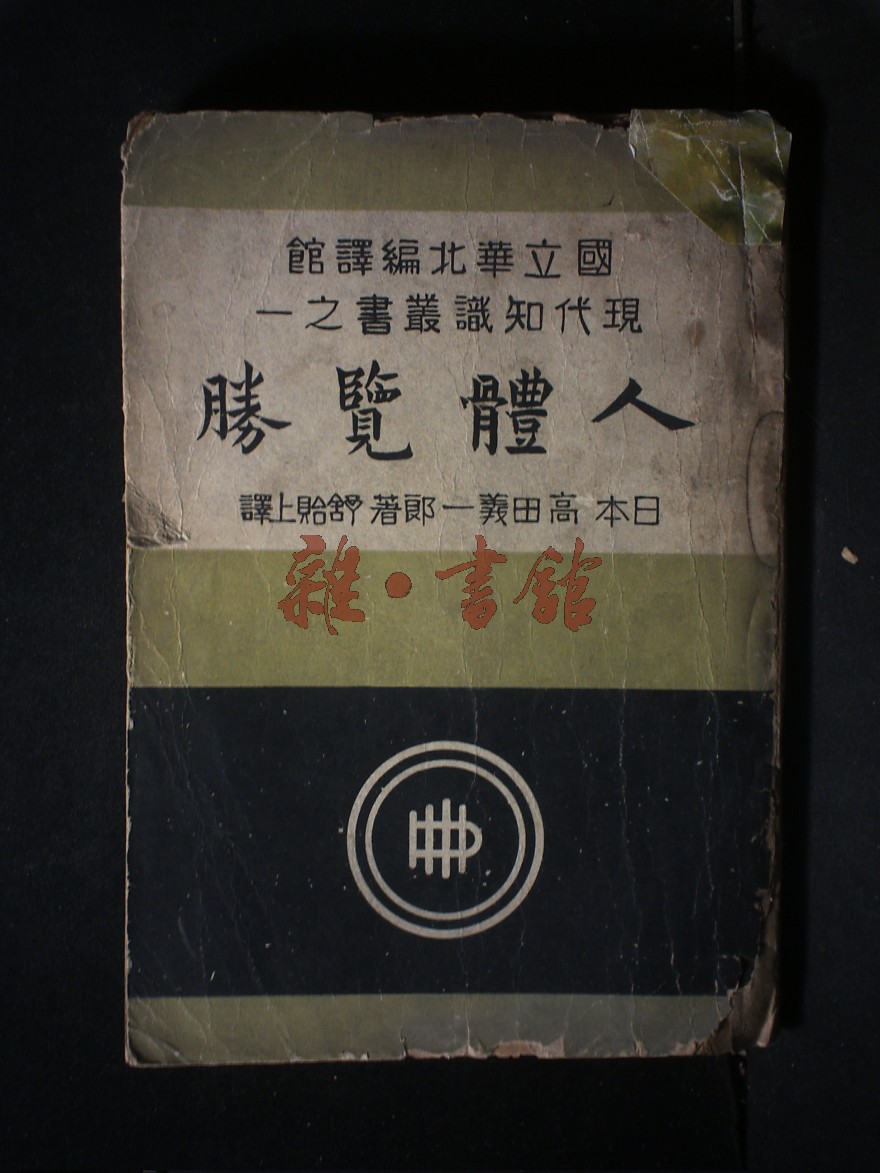 國立華北編譯館
現代知識叢書之一
人體覽勝
日本 高田義一郎著 舒貽上譯
雜·書館